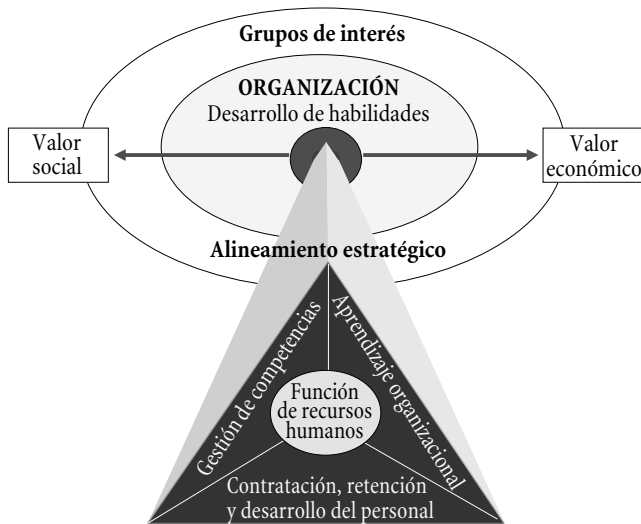 Grupos de interés
ORGANIZACIÓN
Desarrollo de habilidades
Valor
social
Valor
económico
Alineamiento estratégico
Gestión de competencias
Aprendizaje organizacional
Función
de recursos
humanos
Contratación, retención
y desarrollo del personal